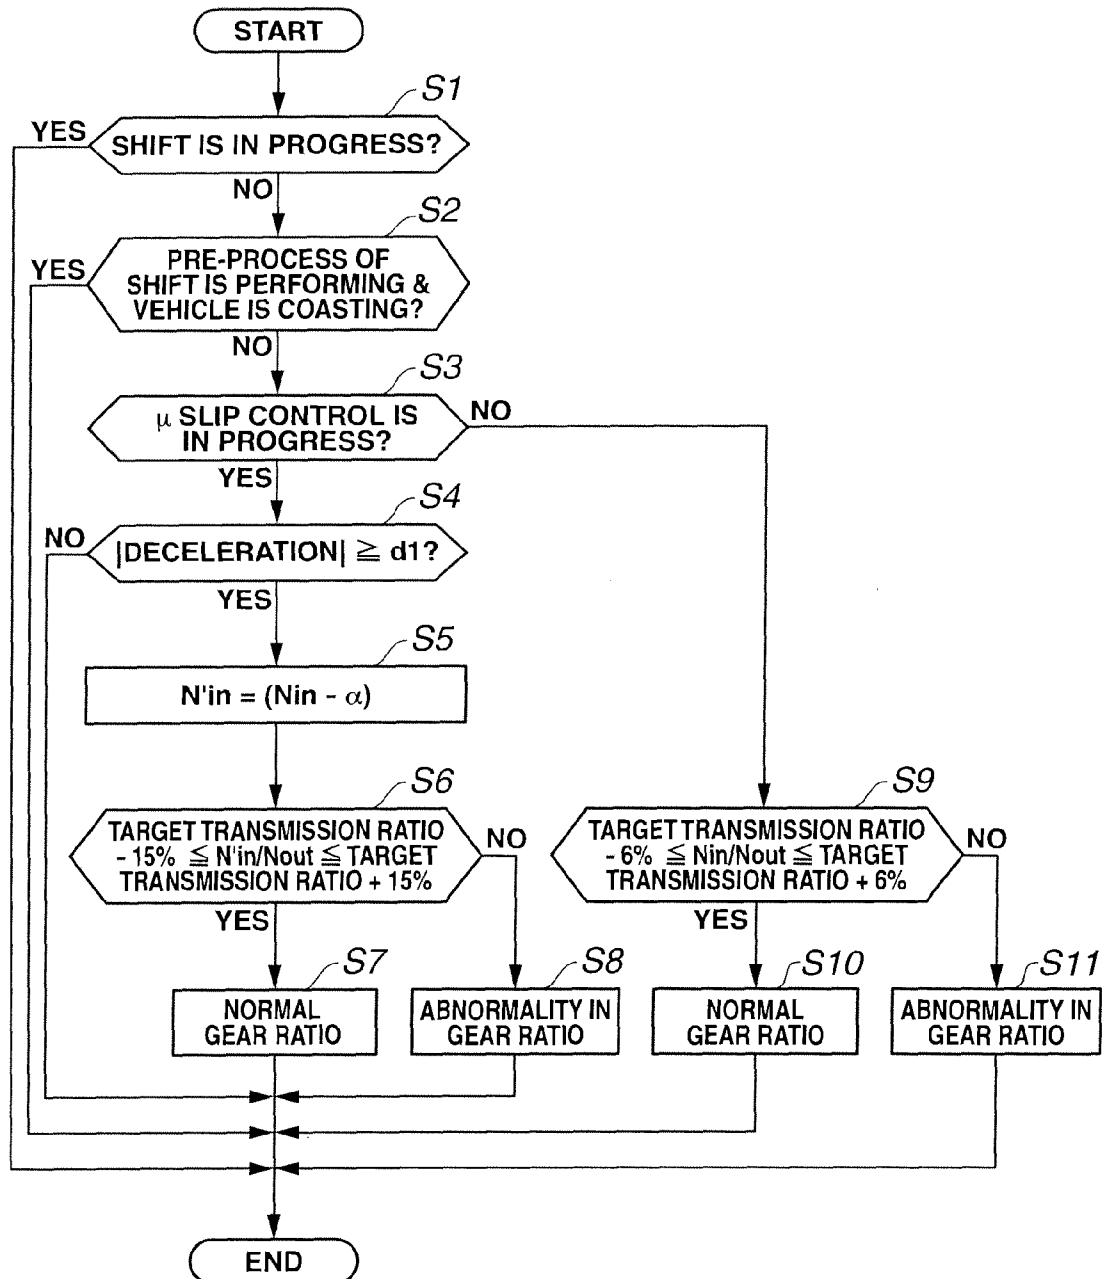 START
S1
YES
SHIFT IS IN PROGRESS?
NO
S2
YES
PRE-PROCESS OF
SHIFT IS PERFORMING &
VEHICLE IS COASTING?
NO
S3
μ SLIP CONTROL IS
IN PROGRESS?
NO
YES
S4
NO
|DECELERATION| ≧ d1?
YES
S5
N'in = (Nin - α)
S6
TARGET TRANSMISSION RATIO
- 15% ≦ N'in/Nout ≦ TARGET
TRANSMISSION RATIO + 15%
NO
YES
S9
TARGET TRANSMISSION RATIO
- 6% ≦ Nin/Nout ≦ TARGET
TRANSMISSION RATIO + 6%
NO
YES
S7
NORMAL
GEAR RATIO
S8
ABNORMALITY IN
GEAR RATIO
S10
NORMAL
GEAR RATIO
S11
ABNORMALITY IN
GEAR RATIO
END